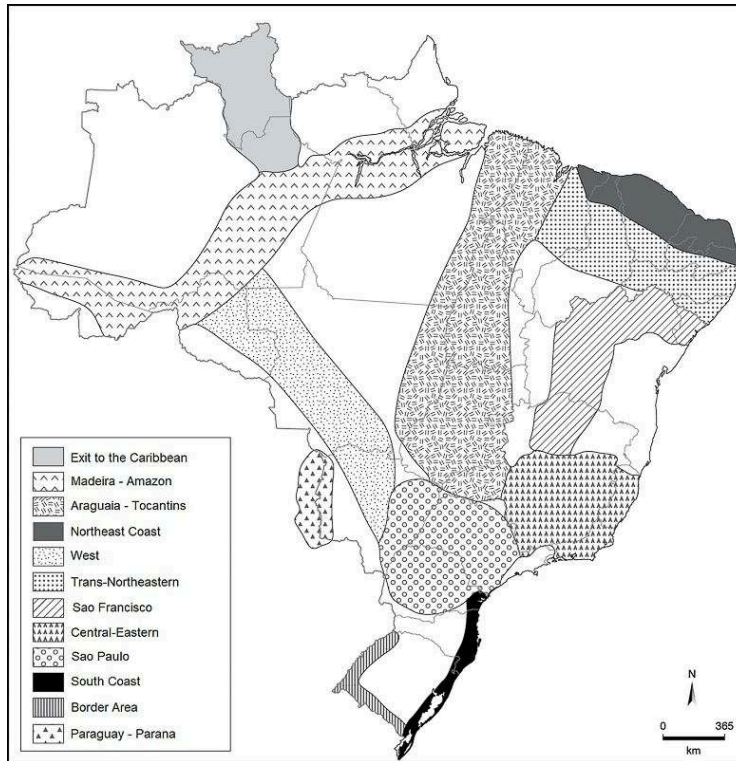 Exit to the Caribbean
Madeira - Amazon
Araguaia - Tocantins
Northeast Coast
West
Trans-Northeastern
Sao Francisco
Central-Eastern
Sao Paulo
South Coast
Border Area
Paraguay - Parana
N
0 365
km